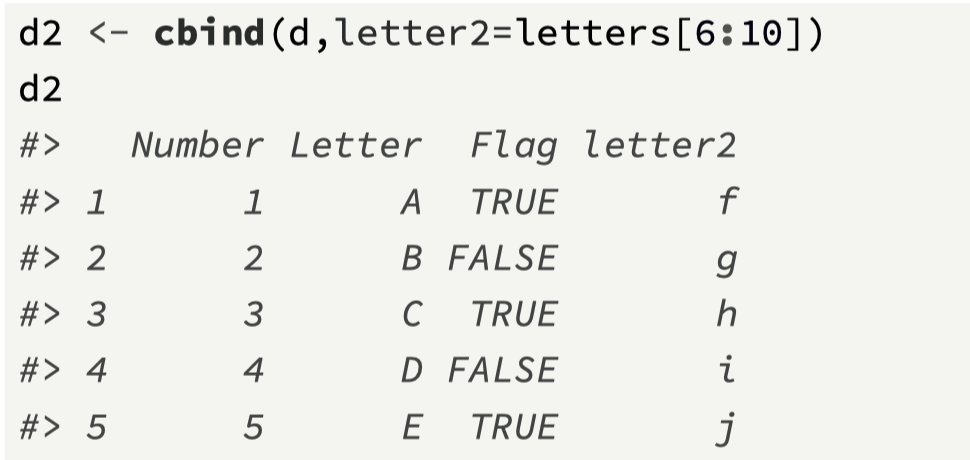 d2 <- cbind(d,letter2=letters[6:10])
d2
#>   Number Letter  Flag letter2
#> 1      1      A  TRUE       f
#> 2      2      B FALSE       g
#> 3      3      C  TRUE       h
#> 4      4      D FALSE       i
#> 5      5      E  TRUE       j